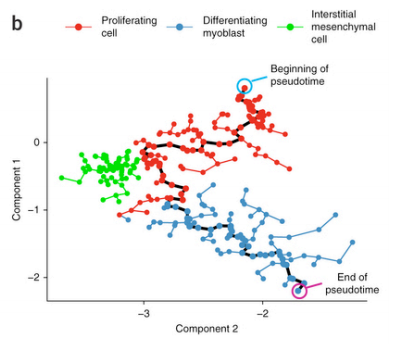 b
Proliferating
cell
Differentiating
myoblast
Interstitial
mesenchymal
cell
Beginning of
pseudotime
0
−1
−2
Component 1
End of
pseudotime
−3
−2
Component 2